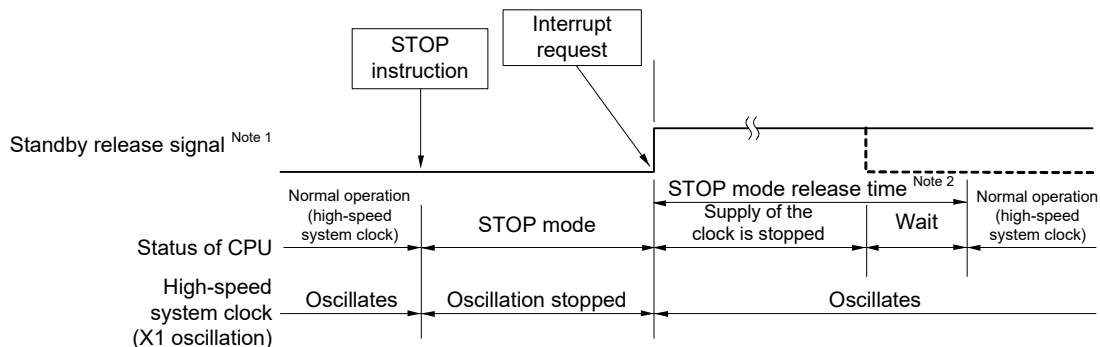 Interrupt
request
STOP
instruction
Standby release signal Note 1
STOP mode release time Note 2
Normal operation
(high-speed
system clock)
STOP mode
Supply of the
clock is stopped
Wait
Normal operation
(high-speed
system clock)
Status of CPU
High-speed
system clock
(X1 oscillation)
Oscillates
Oscillation stopped
Oscillates